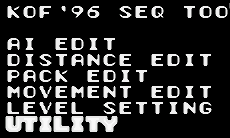 KOF'96 SEQ TOO
AI EDIT
DISTANCE EDIT
PACK EDIT
MOVEMENT EDIT
LEVEL SETTING
UTILITY